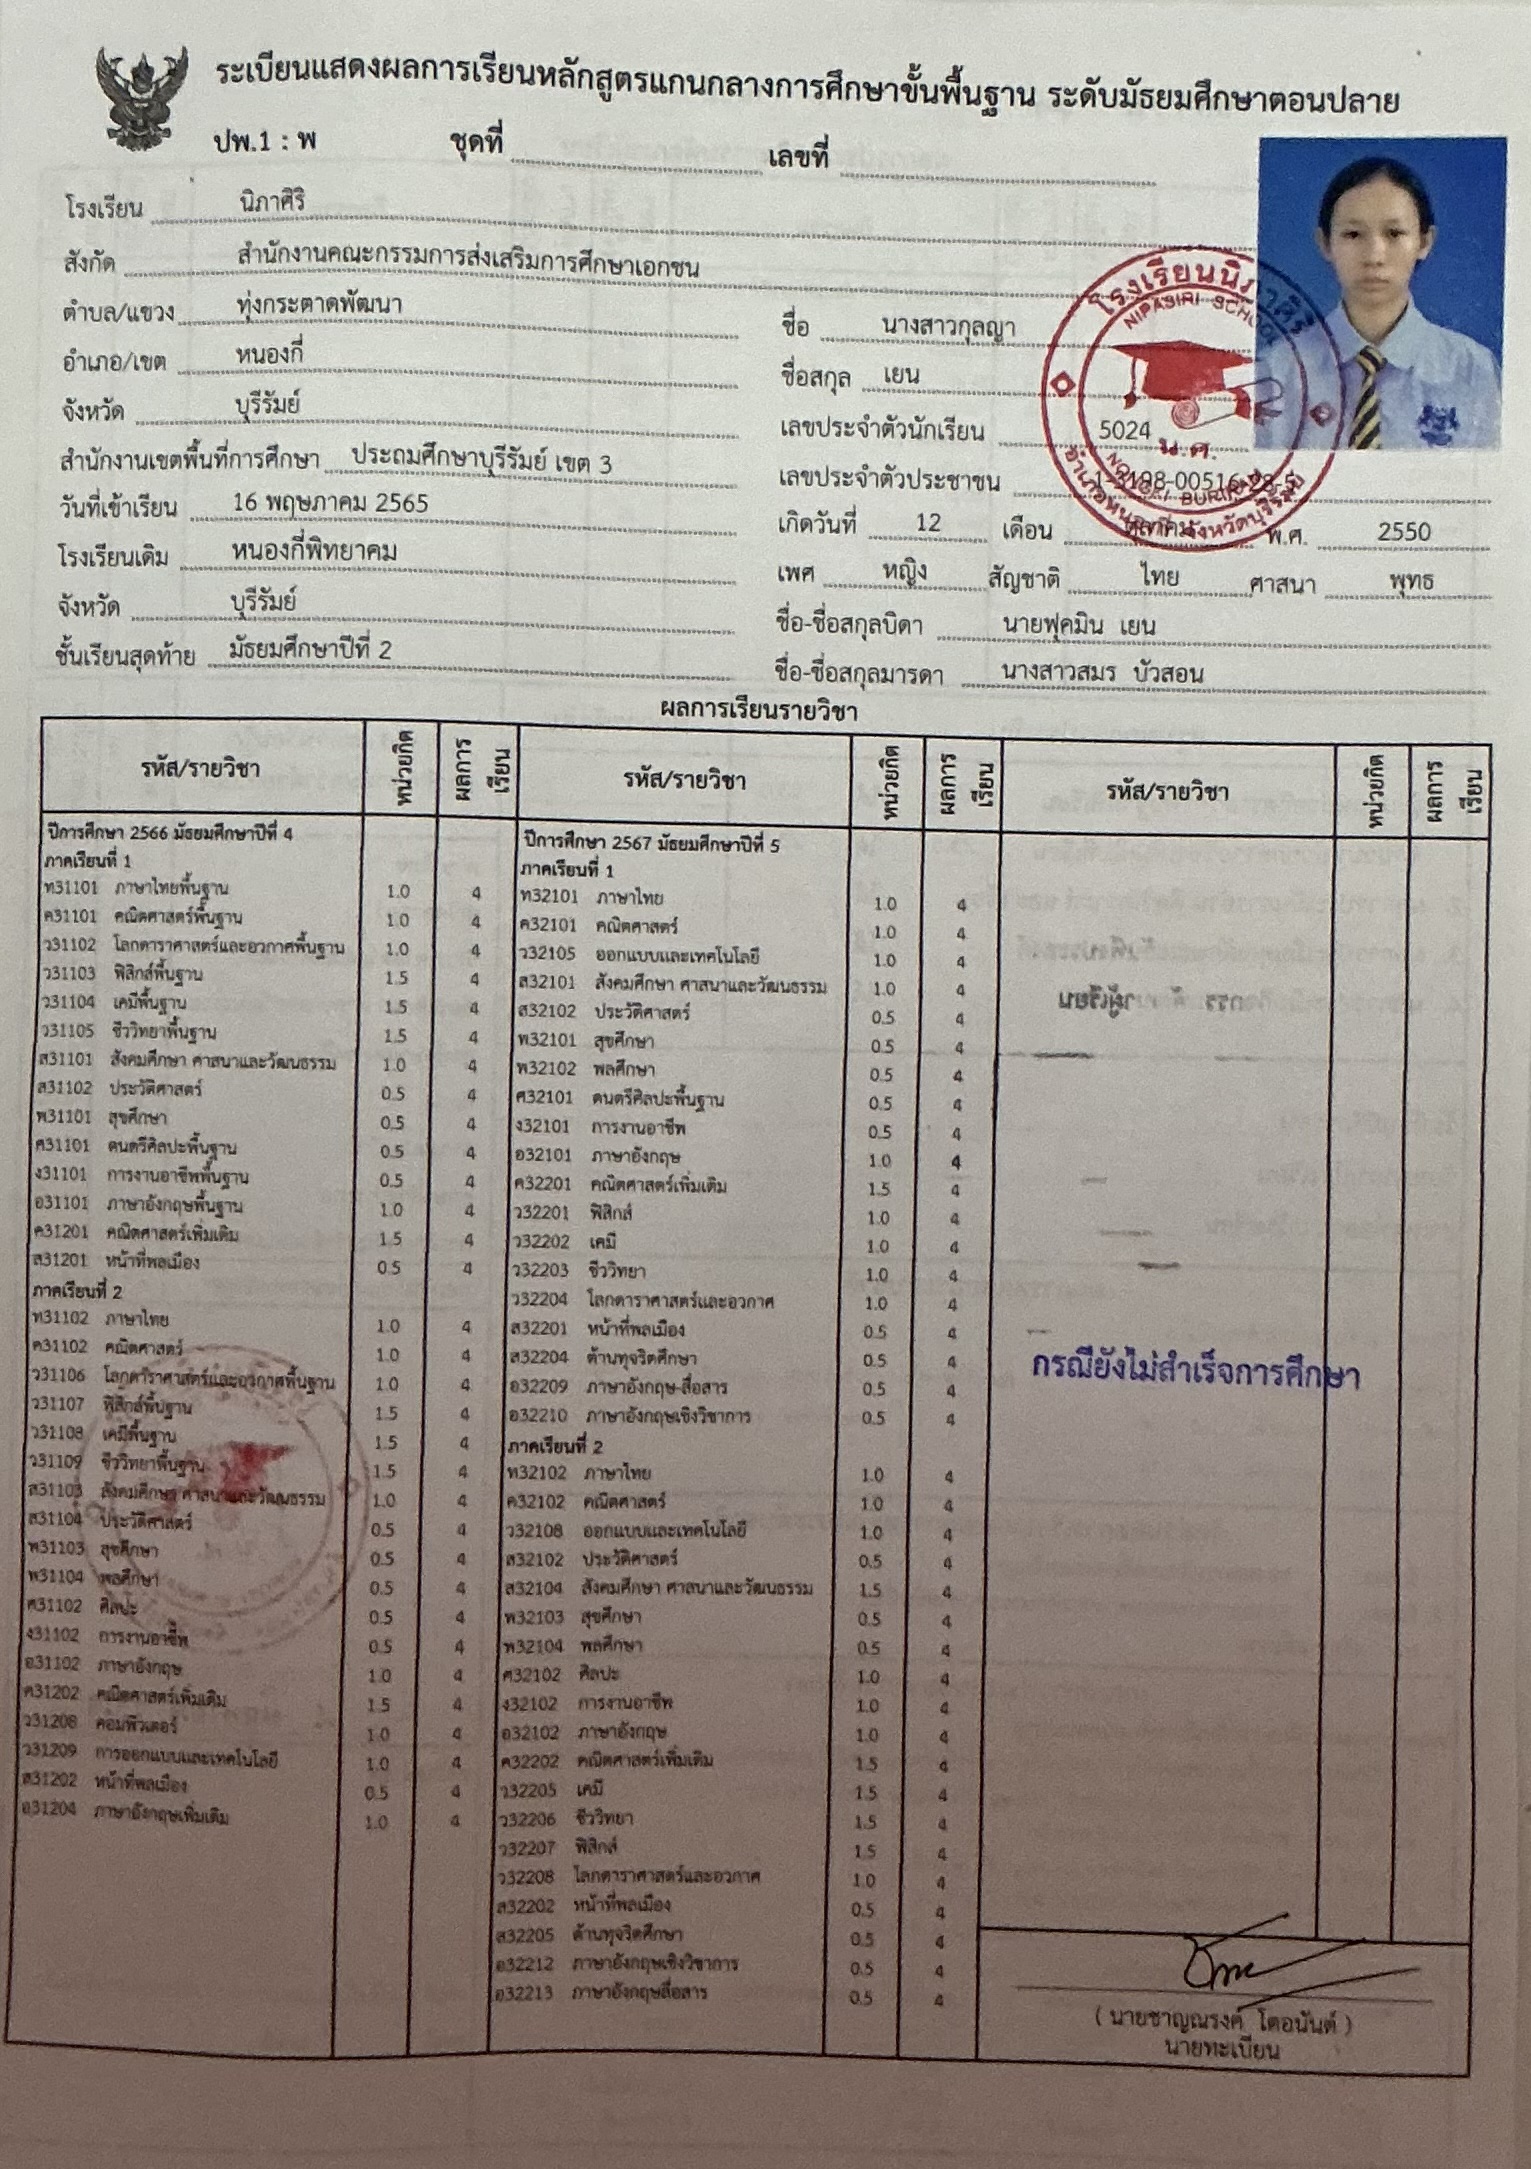 ระเบียนแสดงผลการเรียนหลักสูตรแกนกลางการศึกษาขั้นพื้นฐาน ระดับมัธยมศึกษาตอนปลาย
ปพ.1 : พ ชุดที่ เลขที่
โรงเรียน นิภาศิริ
สังกัด สำนักงานคณะกรรมการส่งเสริมการศึกษาเอกชน
ตำบล/แขวง ทุ่งกระตาดพัฒนา
อำเภอ/เขต หนองกี่
จังหวัด บุรีรัมย์
สำนักงานเขตพื้นที่การศึกษา ประถมศึกษาบุรีรัมย์ เขต 3
วันที่เข้าเรียน 16 พฤษภาคม 2565
โรงเรียนเดิม หนองกี่พิทยาคม
จังหวัด บุรีรัมย์
ชั้นเรียนสุดท้าย มัธยมศึกษาปีที่ 2
ชื่อ นางสาวกุลญา
ชื่อสกุล เยน
เลขประจำตัวนักเรียน 5024
เลขประจำตัวประชาชน
เกิดวันที่ 12 เดือน ตุลาคม พ.ศ. 2550
เพศ หญิง สัญชาติ ไทย ศาสนา พุทธ
ชื่อ-ชื่อสกุลบิดา นายฟุคมิน เยน
ชื่อ-ชื่อสกุลมารดา นางสาวสมร บัวสอน
โรงเรียนนิภาศิริ
NIPASIRI SCHOOL
น.ศ.
ผลการเรียนรายวิชา
รหัส/รายวิชา หน่วยกิต ผลการเรียน รหัส/รายวิชา หน่วยกิต ผลการเรียน รหัส/รายวิชา หน่วยกิต ผลการเรียน
ปีการศึกษา 2566 มัธยมศึกษาปีที่ 4
ภาคเรียนที่ 1
ท31101 ภาษาไทยพื้นฐาน 1.0 4
ค31101 คณิตศาสตร์พื้นฐาน 1.0 4
ว31102 โลกดาราศาสตร์และอวกาศพื้นฐาน 1.0 4
ว31103 ฟิสิกส์พื้นฐาน 1.5 4
ว31104 เคมีพื้นฐาน 1.5 4
ว31105 ชีววิทยาพื้นฐาน 1.5 4
ส31101 สังคมศึกษา ศาสนาและวัฒนธรรม 1.0 4
ส31102 ประวัติศาสตร์ 0.5 4
พ31101 สุขศึกษา 0.5 4
ศ31101 ดนตรีศิลปะพื้นฐาน 0.5 4
ง31101 การงานอาชีพพื้นฐาน 0.5 4
อ31101 ภาษาอังกฤษพื้นฐาน 1.0 4
ค31201 คณิตศาสตร์เพิ่มเติม 1.5 4
ส31201 หน้าที่พลเมือง 0.5 4
ภาคเรียนที่ 2
ท31102 ภาษาไทย 1.0 4
ค31102 คณิตศาสตร์ 1.0 4
ว31106 โลกดาราศาสตร์และอวกาศพื้นฐาน 1.0 4
ว31107 ฟิสิกส์พื้นฐาน 1.5 4
ว31108 เคมีพื้นฐาน 1.5 4
ว31109 ชีววิทยาพื้นฐาน 1.5 4
ส31103 สังคมศึกษา ศาสนาและวัฒนธรรม 1.0 4
ส31104 ประวัติศาสตร์ 0.5 4
พ31103 สุขศึกษา 0.5 4
พ31104 พลศึกษา 0.5 4
ศ31102 ศิลปะ 0.5 4
ง31102 การงานอาชีพ 0.5 4
อ31102 ภาษาอังกฤษ 1.0 4
ค31202 คณิตศาสตร์เพิ่มเติม 1.5 4
ว31208 คอมพิวเตอร์ 1.0 4
ว31209 การออกแบบและเทคโนโลยี 1.0 4
ส31202 หน้าที่พลเมือง 0.5 4
อ31204 ภาษาอังกฤษเพิ่มเติม 1.0 4
ปีการศึกษา 2567 มัธยมศึกษาปีที่ 5
ภาคเรียนที่ 1
ท32101 ภาษาไทย 1.0 4
ค32101 คณิตศาสตร์ 1.0 4
ว32105 ออกแบบและเทคโนโลยี 1.0 4
ส32101 สังคมศึกษา ศาสนาและวัฒนธรรม 1.0 4
ส32102 ประวัติศาสตร์ 0.5 4
พ32101 สุขศึกษา 0.5 4
พ32102 พลศึกษา 0.5 4
ศ32101 ดนตรีศิลปะพื้นฐาน 0.5 4
ง32101 การงานอาชีพ 0.5 4
อ32101 ภาษาอังกฤษ 1.0 4
ค32201 คณิตศาสตร์เพิ่มเติม 1.5 4
ว32201 ฟิสิกส์ 1.0 4
ว32202 เคมี 1.0 4
ว32203 ชีววิทยา 1.0 4
ว32204 โลกดาราศาสตร์และอวกาศ 1.0 4
ส32201 หน้าที่พลเมือง 0.5 4
ส32204 ต้านทุจริตศึกษา 0.5 4
อ32209 ภาษาอังกฤษ-สื่อสาร 0.5 4
อ32210 ภาษาอังกฤษเชิงวิชาการ 0.5 4
ภาคเรียนที่ 2
ท32102 ภาษาไทย 1.0 4
ค32102 คณิตศาสตร์ 1.0 4
ว32108 ออกแบบและเทคโนโลยี 1.0 4
ส32102 ประวัติศาสตร์ 0.5 4
ส32104 สังคมศึกษา ศาสนาและวัฒนธรรม 1.5 4
พ32103 สุขศึกษา 0.5 4
พ32104 พลศึกษา 0.5 4
ศ32102 ศิลปะ 1.0 4
ง32102 การงานอาชีพ 1.0 4
อ32102 ภาษาอังกฤษ 1.0 4
ค32202 คณิตศาสตร์เพิ่มเติม 1.5 4
ว32205 เคมี 1.5 4
ว32206 ชีววิทยา 1.5 4
ว32207 ฟิสิกส์ 1.5 4
ว32208 โลกดาราศาสตร์และอวกาศ 1.0 4
ส32202 หน้าที่พลเมือง 0.5 4
ส32205 ต้านทุจริตศึกษา 0.5 4
อ32212 ภาษาอังกฤษเชิงวิชาการ 0.5 4
อ32213 ภาษาอังกฤษสื่อสาร 0.5 4
กรณียังไม่สำเร็จการศึกษา
( นายชาญณรงค์ โตอนันต์ )
นายทะเบียน